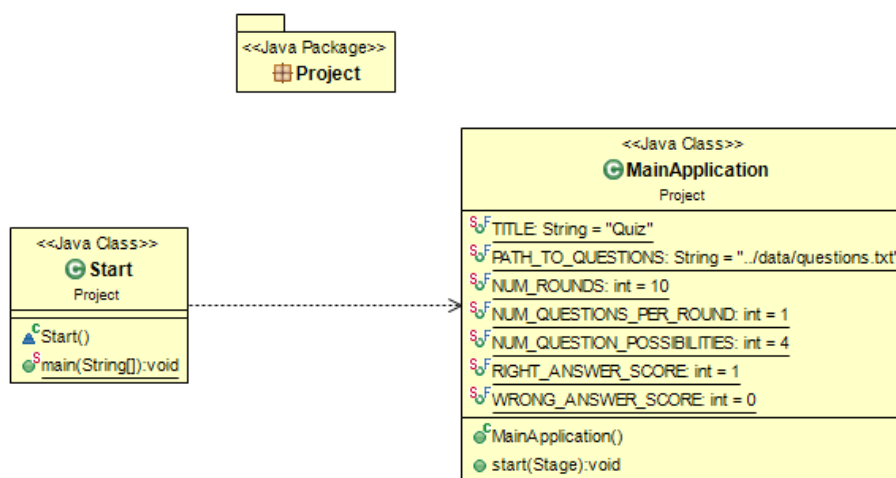 <<Java Package>>
Project
<<Java Class>>
Start
Project
Start()
main(String[]):void
<<Java Class>>
MainApplication
Project
TITLE: String = "Quiz"
PATH_TO_QUESTIONS: String = "../data/questions.txt"
NUM_ROUNDS: int = 10
NUM_QUESTIONS_PER_ROUND: int = 1
NUM_QUESTION_POSSIBILITIES: int = 4
RIGHT_ANSWER_SCORE: int = 1
WRONG_ANSWER_SCORE: int = 0
MainApplication()
start(Stage):void